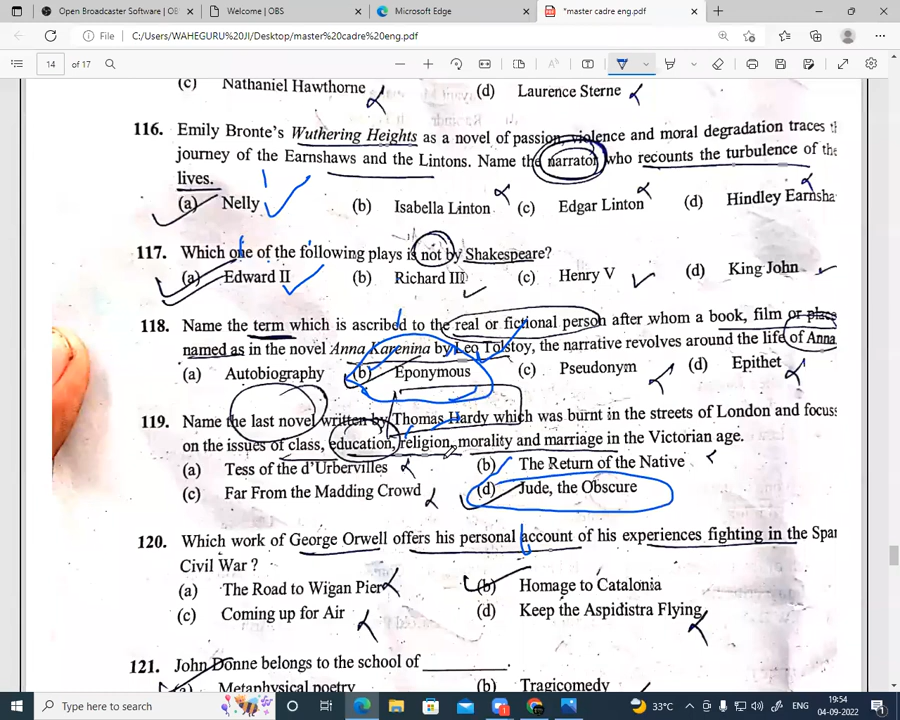 Open Broadcaster Software | OBS
Welcome | OBS
Microsoft Edge
*master cadre eng.pdf
File
C:/Users/WAHEGURU%20JI/Desktop/master%20cadre%20eng.pdf
14 of 17
(c) Nathaniel Hawthorne (d) Laurence Sterne
116. Emily Bronte's Wuthering Heights as a novel of passion, violence and moral degradation traces
journey of the Earnshaws and the Lintons. Name the narrator who recounts the turbulence of the
lives.
(a) Nelly (b) Isabella Linton (c) Edgar Linton (d) Hindley Earnsha
117. Which one of the following plays is not by Shakespeare?
(a) Edward II (b) Richard III (c) Henry V (d) King John
118. Name the term which is ascribed to the real or fictional person after whom a book, film or place
named as in the novel Anna Karenina by Leo Tolstoy, the narrative revolves around the life of Anna
(a) Autobiography (b) Eponymous (c) Pseudonym (d) Epithet
119. Name the last novel written by Thomas Hardy which was burnt in the streets of London and focuss
on the issues of class, education, religion, morality and marriage in the Victorian age.
(a) Tess of the d'Urbervilles (b) The Return of the Native
(c) Far From the Madding Crowd (d) Jude, the Obscure
120. Which work of George Orwell offers his personal account of his experiences fighting in the Spar
Civil War ?
(a) The Road to Wigan Pier (b) Homage to Catalonia
(c) Coming up for Air (d) Keep the Aspidistra Flying
121. John Donne belongs to the school of ________.
(a) Metaphysical poetry (b) Tragicomedy
Type here to search
33°C
ENG
19:54
04-09-2022